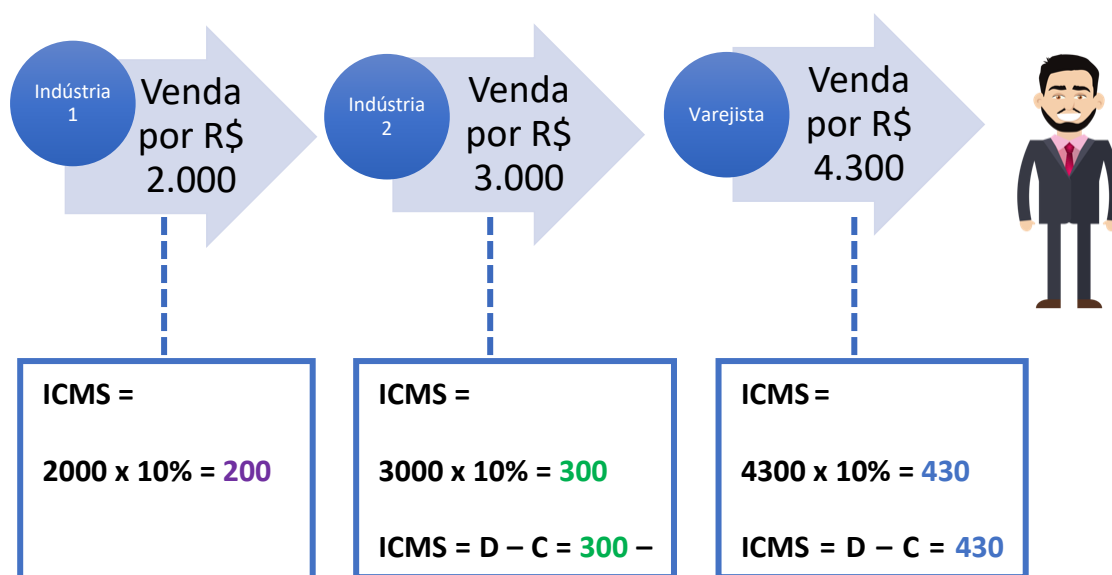 Indústria
1
Venda
por R$
2.000
Indústria
2
Venda
por R$
3.000
Varejista
Venda
por R$
4.300
ICMS =
2000 x 10% = 200
ICMS =
3000 x 10% = 300
ICMS = D – C = 300 –
ICMS =
4300 x 10% = 430
ICMS = D – C = 430